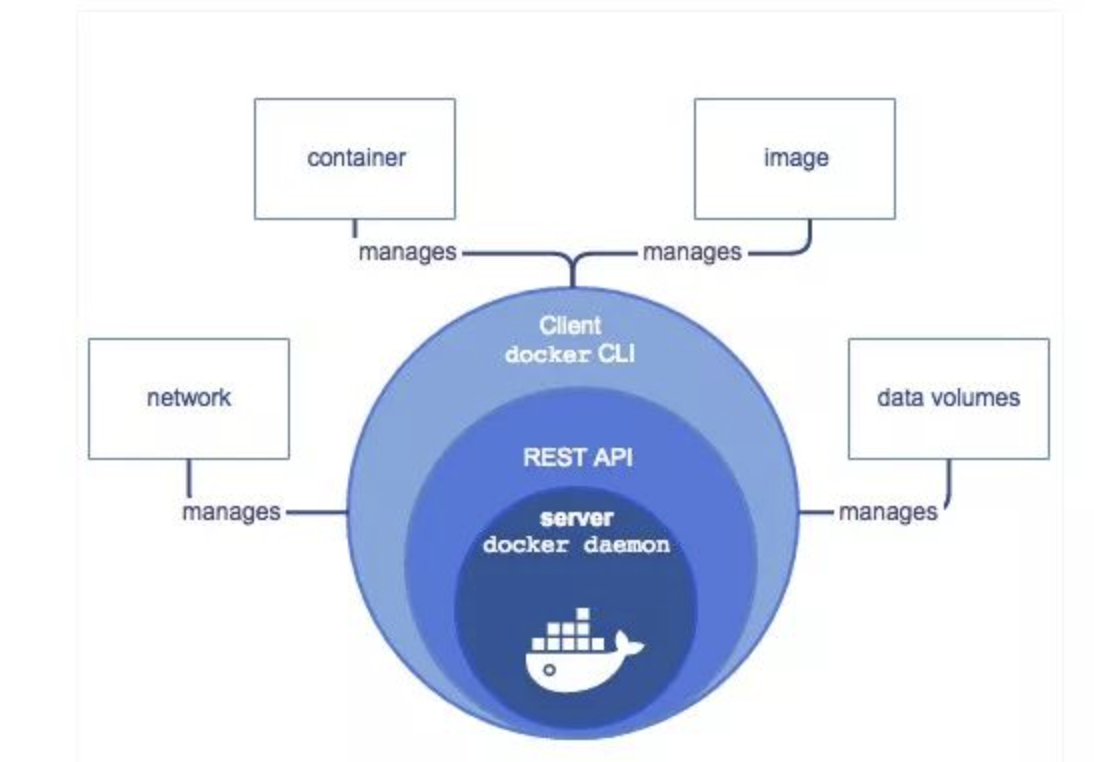 container
image
manages
manages
Client
docker CLI
network
data volumes
REST API
manages
server
manages
docker daemon